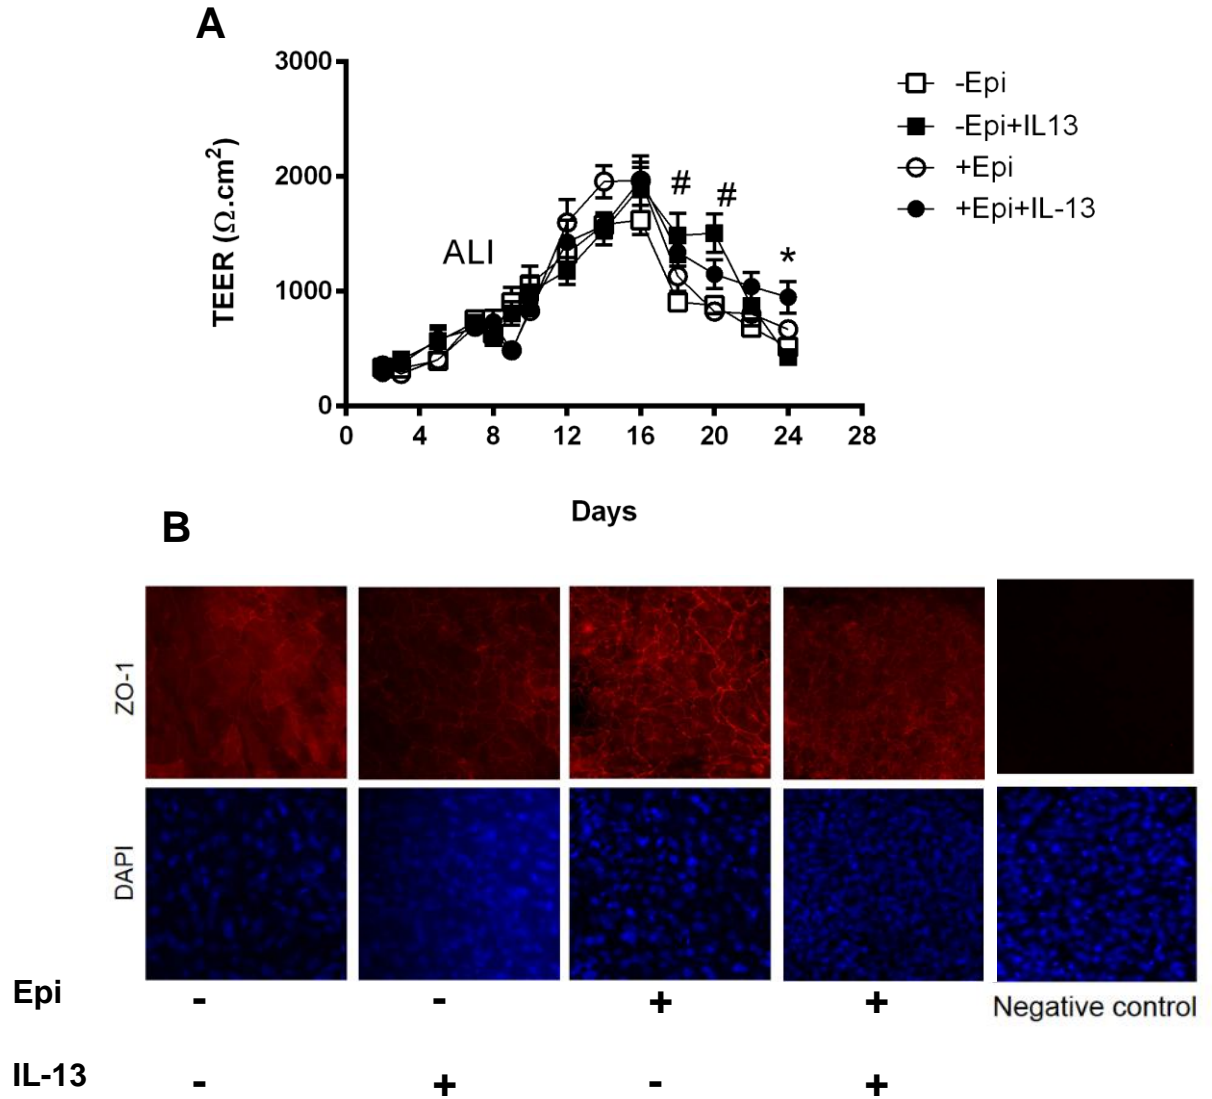 A
3000
2000
1000
0
TEER (Ω.cm2)
ALI
#
#
*
0 4 8 12 16 20 24 28
Days
-Epi
-Epi+IL13
+Epi
+Epi+IL-13
B
ZO-1
DAPI
Epi - - + + Negative control
IL-13 - + - +